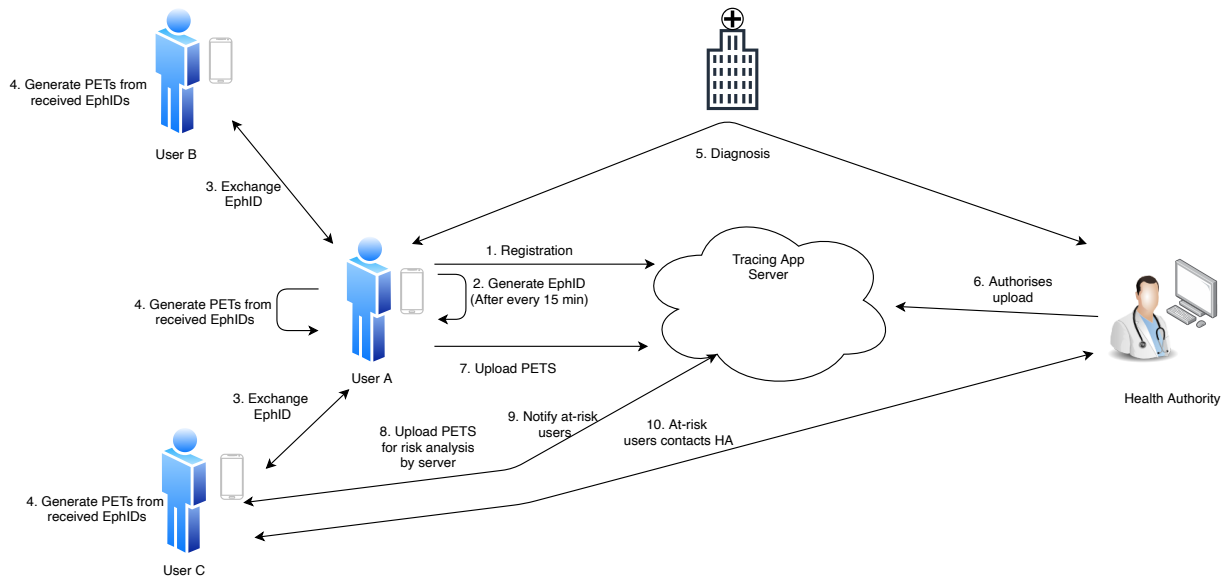 4. Generate PETs from
received EphIDs
User B
3. Exchange
EphID
5. Diagnosis
1. Registration
2. Generate EphID
(After every 15 min)
Tracing App
Server
6. Authorises
upload
4. Generate PETs from
received EphIDs
User A
7. Upload PETS
Health Authority
3. Exchange
EphID
8. Upload PETS
for risk analysis
by server
9. Notify at-risk
users
10. At-risk
users contacts HA
4. Generate PETs from
received EphIDs
User C